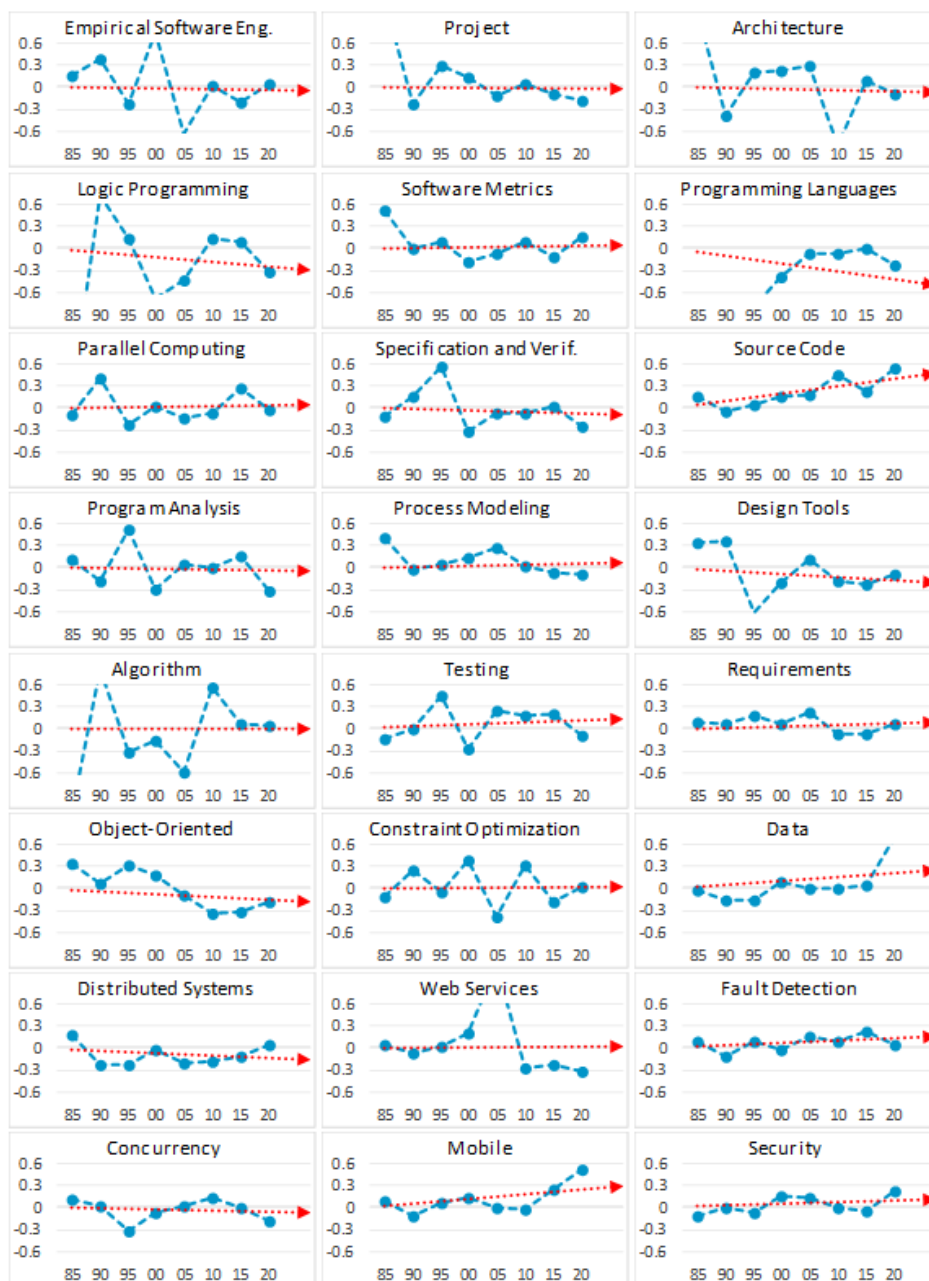 Empirical Software Eng.
0.6
0.3
0
-0.3
-0.6
85 90 95 00 05 10 15 20
Project
0.6
0.3
0
-0.3
-0.6
85 90 95 00 05 10 15 20
Architecture
0.6
0.3
0
-0.3
-0.6
85 90 95 00 05 10 15 20
Logic Programming
0.6
0.3
0
-0.3
-0.6
85 90 95 00 05 10 15 20
Software Metrics
0.6
0.3
0
-0.3
-0.6
85 90 95 00 05 10 15 20
Programming Languages
0.6
0.3
0
-0.3
-0.6
85 90 95 00 05 10 15 20
Parallel Computing
0.6
0.3
0
-0.3
-0.6
85 90 95 00 05 10 15 20
Specification and Verif.
0.6
0.3
0
-0.3
-0.6
85 90 95 00 05 10 15 20
Source Code
0.6
0.3
0
-0.3
-0.6
85 90 95 00 05 10 15 20
Program Analysis
0.6
0.3
0
-0.3
-0.6
85 90 95 00 05 10 15 20
Process Modeling
0.6
0.3
0
-0.3
-0.6
85 90 95 00 05 10 15 20
Design Tools
0.6
0.3
0
-0.3
-0.6
85 90 95 00 05 10 15 20
Algorithm
0.6
0.3
0
-0.3
-0.6
85 90 95 00 05 10 15 20
Testing
0.6
0.3
0
-0.3
-0.6
85 90 95 00 05 10 15 20
Requirements
0.6
0.3
0
-0.3
-0.6
85 90 95 00 05 10 15 20
Object-Oriented
0.6
0.3
0
-0.3
-0.6
85 90 95 00 05 10 15 20
Constraint Optimization
0.6
0.3
0
-0.3
-0.6
85 90 95 00 05 10 15 20
Data
0.6
0.3
0
-0.3
-0.6
85 90 95 00 05 10 15 20
Distributed Systems
0.6
0.3
0
-0.3
-0.6
85 90 95 00 05 10 15 20
Web Services
0.6
0.3
0
-0.3
-0.6
85 90 95 00 05 10 15 20
Fault Detection
0.6
0.3
0
-0.3
-0.6
85 90 95 00 05 10 15 20
Concurrency
0.6
0.3
0
-0.3
-0.6
85 90 95 00 05 10 15 20
Mobile
0.6
0.3
0
-0.3
-0.6
85 90 95 00 05 10 15 20
Security
0.6
0.3
0
-0.3
-0.6
85 90 95 00 05 10 15 20